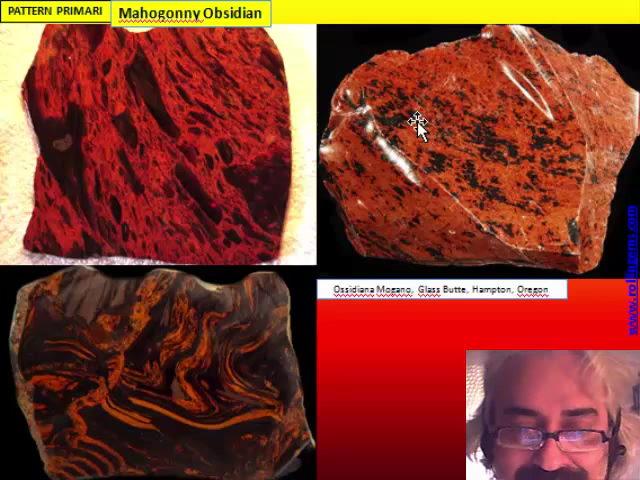 PATTERN PRIMARI
Mahogonny Obsidian
Ossidiana Mogano, Glass Butte, Hampton, Oregon